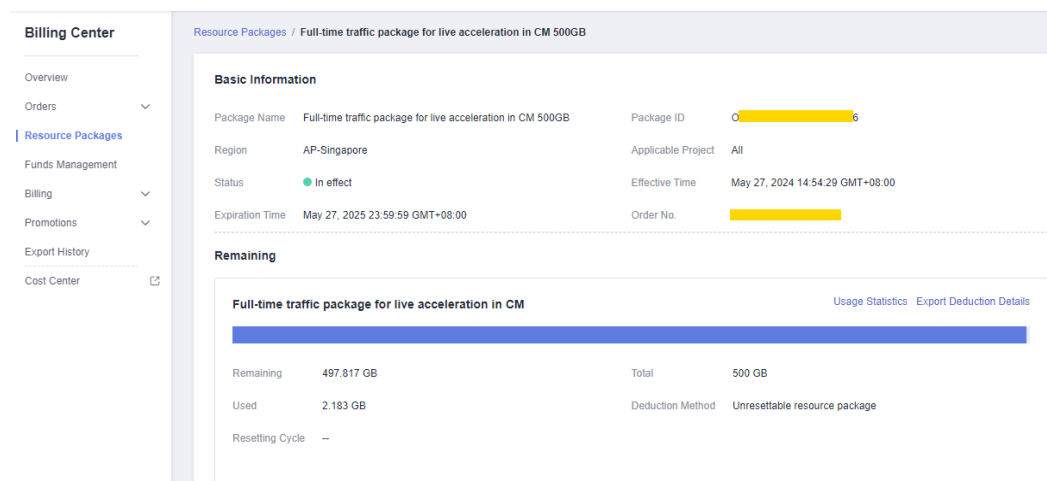 Billing Center
Overview
Orders
Resource Packages
Funds Management
Billing
Promotions
Export History
Cost Center
Resource Packages / Full-time traffic package for live acceleration in CM 500GB
Basic Information
Package Name Full-time traffic package for live acceleration in CM 500GB Package ID O 6
Region AP-Singapore Applicable Project All
Status In effect Effective Time May 27, 2024 14:54:29 GMT+08:00
Expiration Time May 27, 2025 23:59:59 GMT+08:00 Order No.
Remaining
Full-time traffic package for live acceleration in CM Usage Statistics Export Deduction Details
Remaining 497.817 GB Total 500 GB
Used 2.183 GB Deduction Method Unresettable resource package
Resetting Cycle --